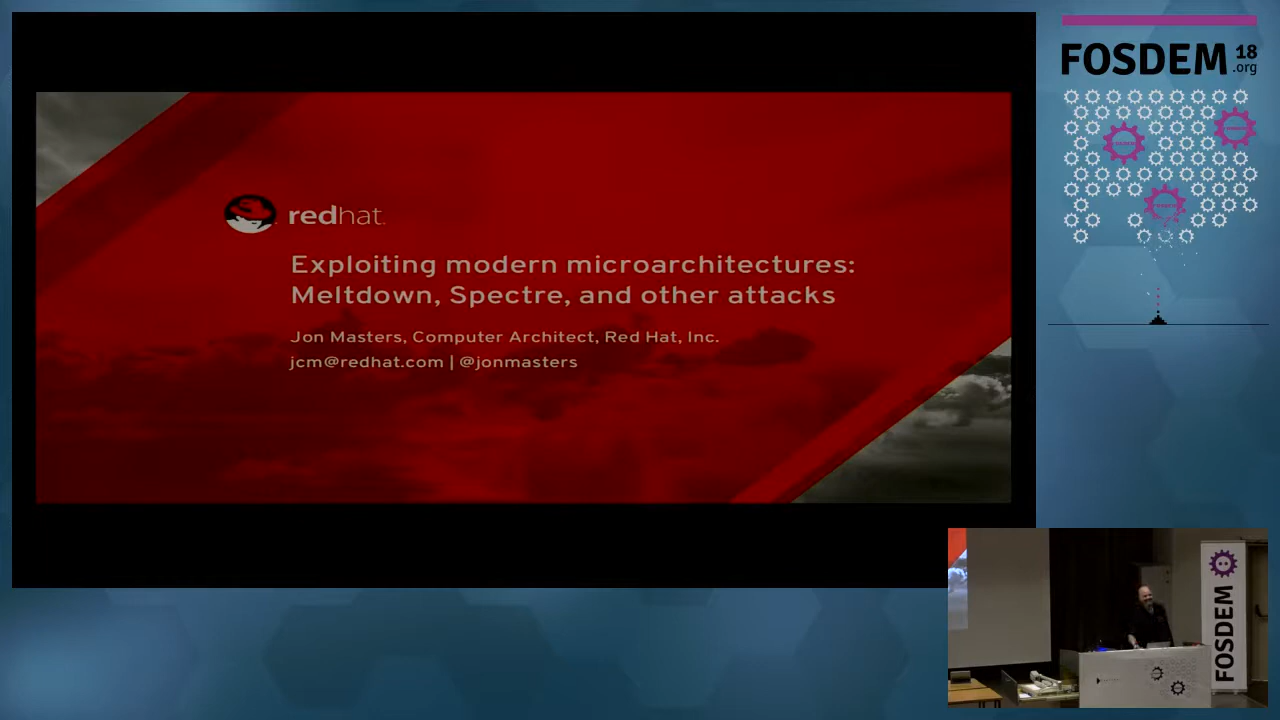 redhat.
Exploiting modern microarchitectures:
Meltdown, Spectre, and other attacks
Jon Masters, Computer Architect, Red Hat, Inc.
jcm@redhat.com | @jonmasters
FOSDEM 18
.org
FOSDEM